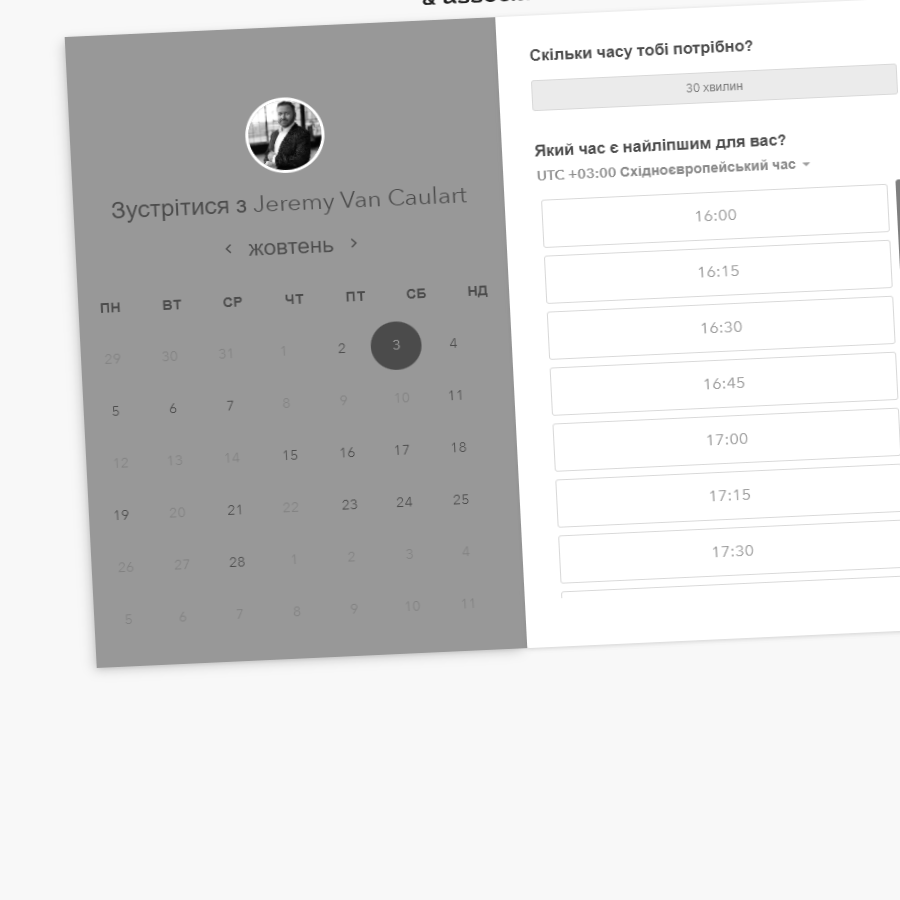 Зустрітися з Jeremy Van Caulart
жовтень
ПН ВТ СР ЧТ ПТ СБ НД
29 30 31 1 2 3 4
5 6 7 8 9 10 11
12 13 14 15 16 17 18
19 20 21 22 23 24 25
26 27 28 1 2 3 4
5 6 7 8 9 10 11
Скільки часу тобі потрібно?
30 хвилин
Який час є найліпшим для вас?
UTC +03:00 Східноєвропейський час
16:00
16:15
16:30
16:45
17:00
17:15
17:30